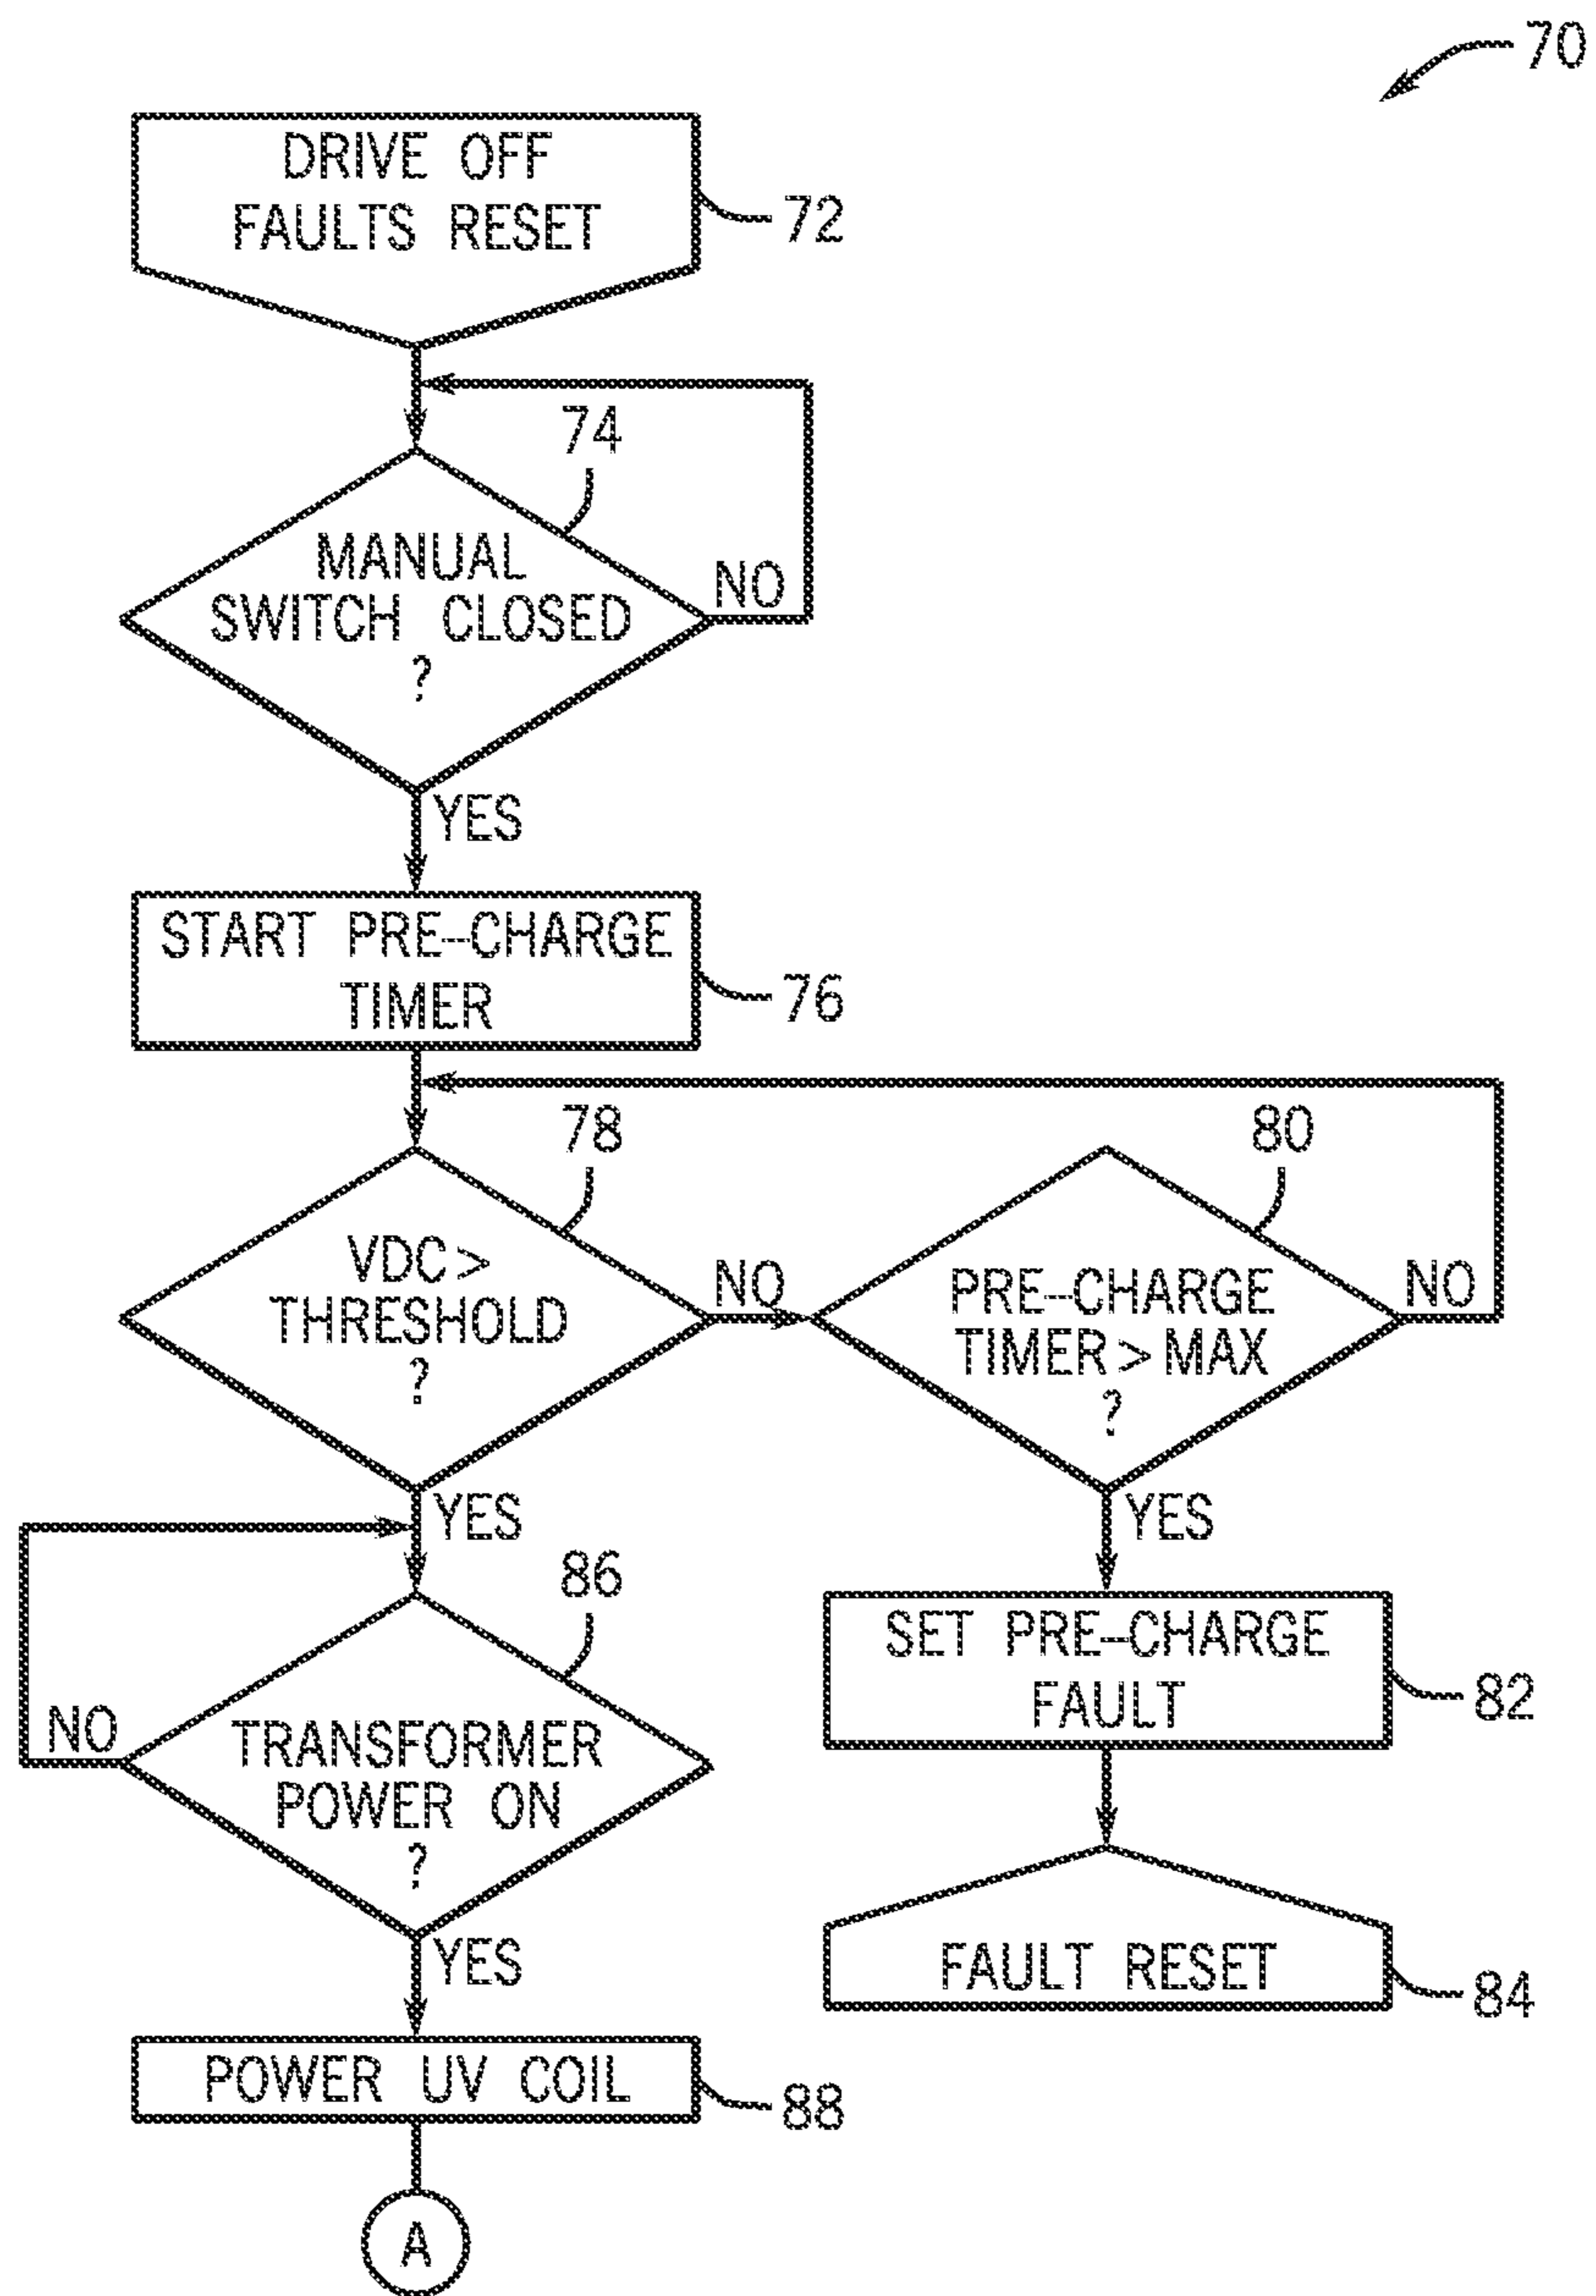 70
DRIVE OFF
FAULTS RESET
72
74
MANUAL
SWITCH CLOSED
?
NO
YES
START PRE-CHARGE
TIMER
76
78
VDC >
THRESHOLD
?
NO
YES
80
PRE-CHARGE
TIMER > MAX
?
NO
YES
SET PRE-CHARGE
FAULT
82
FAULT RESET
84
86
TRANSFORMER
POWER ON
?
NO
YES
POWER UV COIL
88
A